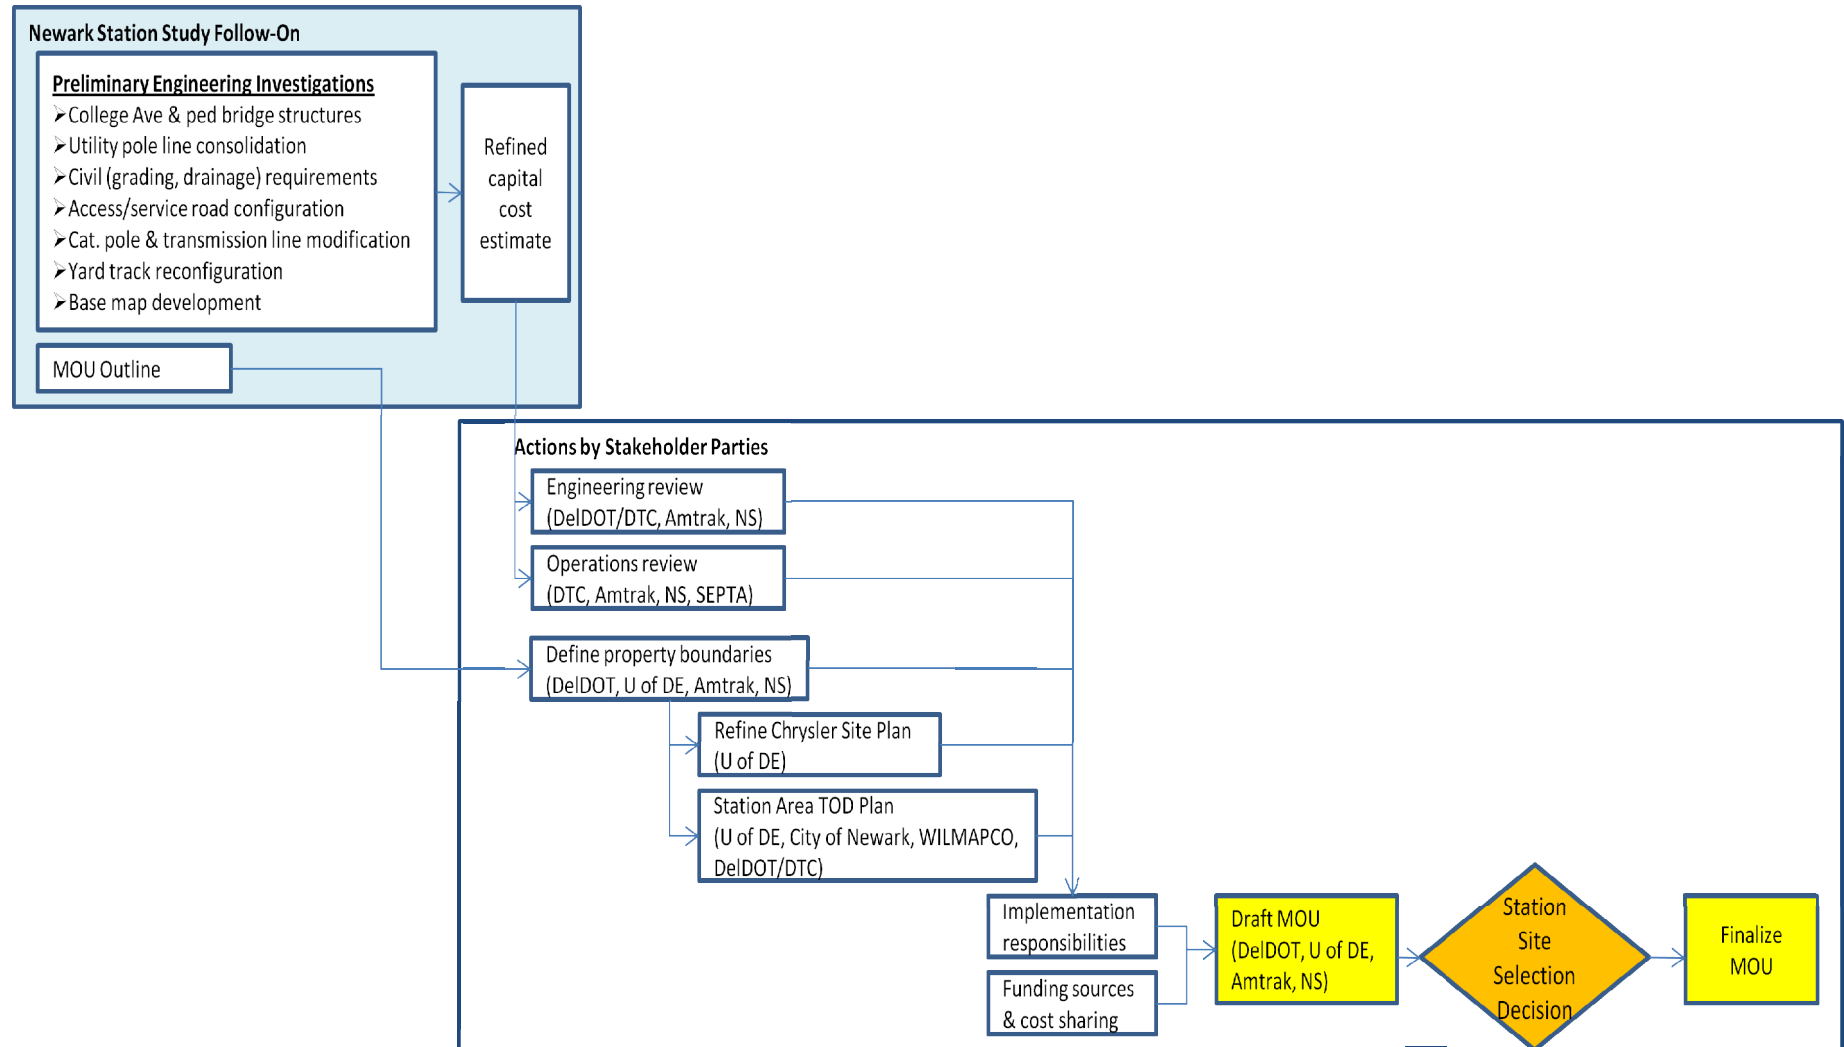 Newark Station Study Follow-On
Preliminary Engineering Investigations
➢College Ave & ped bridge structures
➢Utility pole line consolidation
➢Civil (grading, drainage) requirements
➢Access/service road configuration
➢Cat. pole & transmission line modification
➢Yard track reconfiguration
➢Base map development
Refined
capital
cost
estimate
MOU Outline
Actions by Stakeholder Parties
Engineering review
(DelDOT/DTC, Amtrak, NS)
Operations review
(DTC, Amtrak, NS, SEPTA)
Define property boundaries
(DelDOT, U of DE, Amtrak, NS)
Refine Chrysler Site Plan
(U of DE)
Station Area TOD Plan
(U of DE, City of Newark, WILMAPCO,
DelDOT/DTC)
Implementation
responsibilities
Funding sources
& cost sharing
Draft MOU
(DelDOT, U of DE,
Amtrak, NS)
Station
Site
Selection
Decision
Finalize
MOU